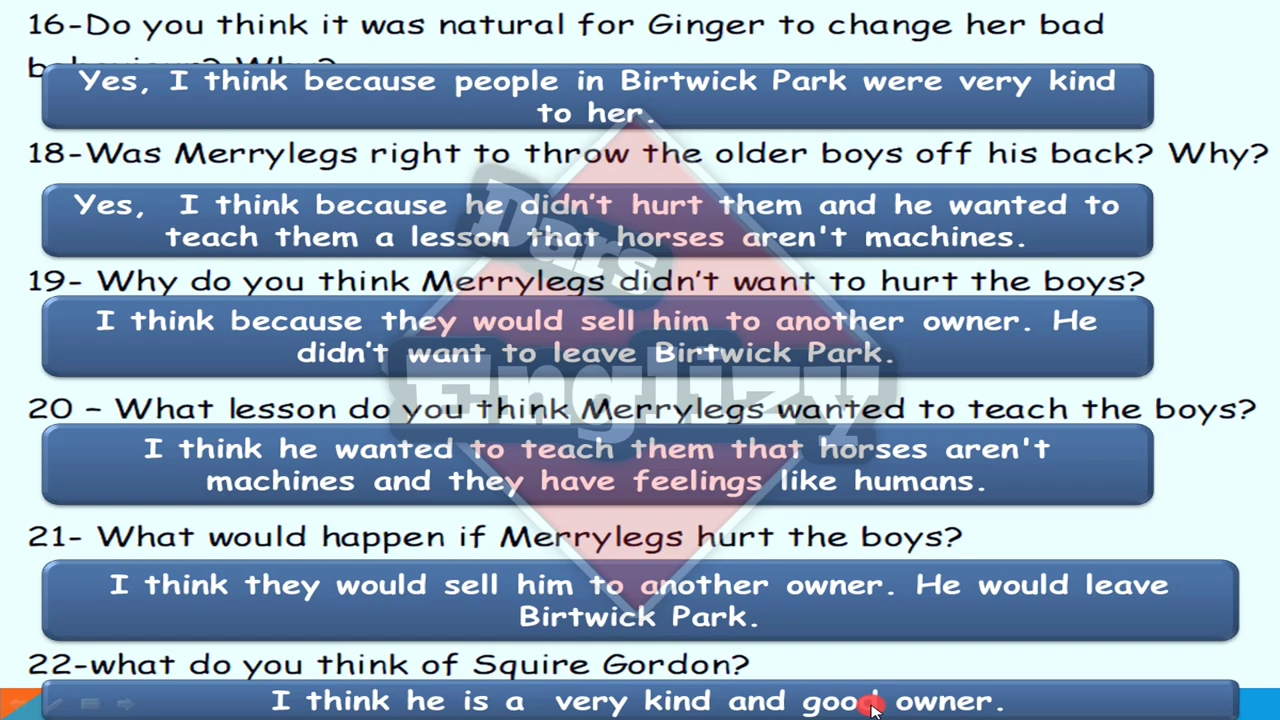 16-Do you think it was natural for Ginger to change her bad
Why?
Yes, I think because people in Birtwick Park were very kind
to her.
18-Was Merrylegs right to throw the older boys off his back? Why?
Yes, I think because he didn't hurt them and he wanted to
teach them a lesson that horses aren't machines.
19- Why do you think Merrylegs didn't want to hurt the boys?
I think because they would sell him to another owner. He
didn't want to leave Birtwick Park.
20 – What lesson do you think Merrylegs wanted to teach the boys?
I think he wanted to teach them that horses aren't
machines and they have feelings like humans.
21- What would happen if Merrylegs hurt the boys?
I think they would sell him to another owner. He would leave
Birtwick Park.
22-what do you think of Squire Gordon?
I think he is a very kind and good owner.
Dars
Englizy